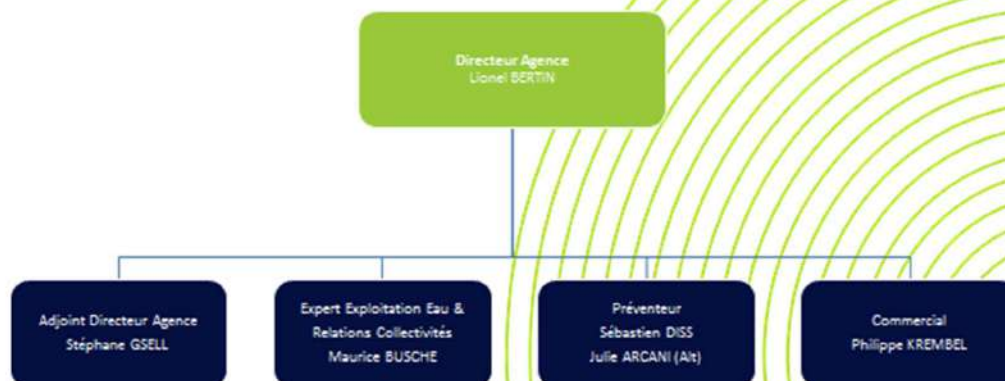 Directeur Agence
Lionel BERTIN
Adjoint Directeur Agence
Stéphane GSELL
Expert Exploitation Eau &
Relations Collectivités
Maurice BUSCHE
Préventeur
Sébastien DISS
Julie ARCANI (Alt)
Commercial
Philippe KREMBEL